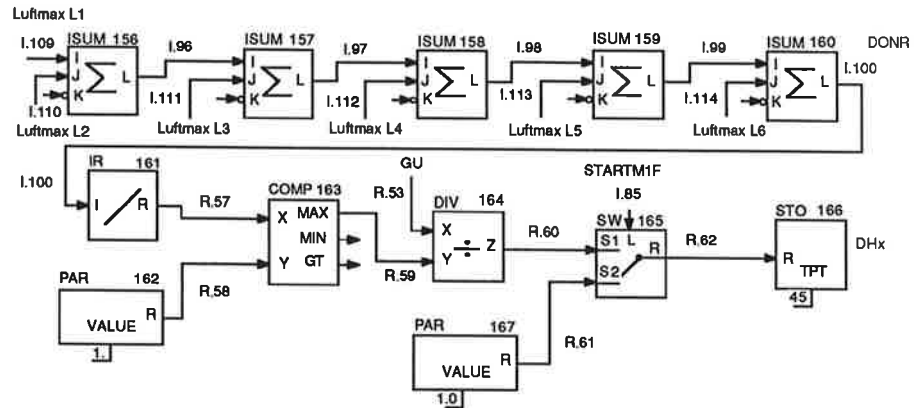 Luftmax L1
I.109 ISUM 156 I.96 ISUM 157 I.97 ISUM 158 I.98 ISUM 159 I.99 ISUM 160 DONR
I J K Σ L I J K Σ L I J K Σ L I J K Σ L I J K Σ L I.100
I.110 I.111 I.112 I.113 I.114
Luftmax L2 Luftmax L3 Luftmax L4 Luftmax L5 Luftmax L6
IR 161 GU STARTM1F
I.100 I R R.57 COMP 163 R.53 DIV 164 I.85
X MAX X SW 165 STO 166
MIN ÷ Z R.60 S1 L R R.62 DHx
Y GT Y S2 R
PAR 162 R.58 R.59 TPT
R PAR 167 45
VALUE R R.61
1. VALUE
1.0